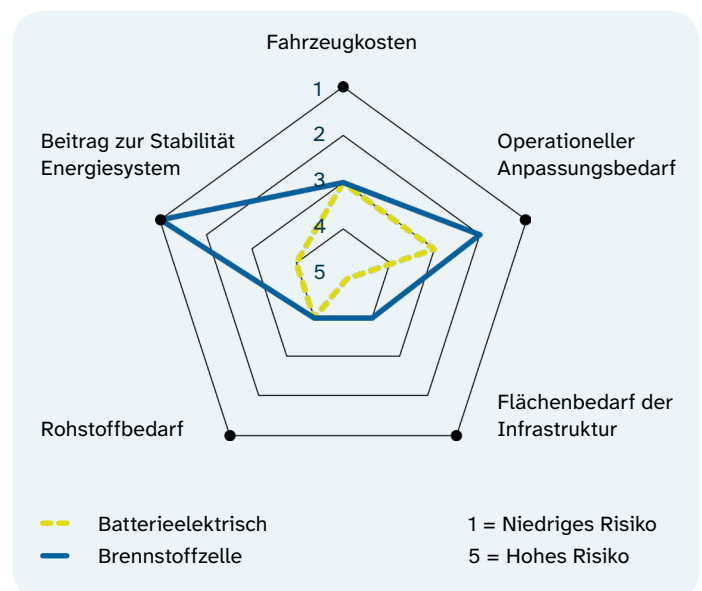 Fahrzeugkosten
1
2
3
4
5
Beitrag zur Stabilität
Energiesystem
Operationeller
Anpassungsbedarf
Rohstoffbedarf
Flächenbedarf der
Infrastruktur
Batterieelektrisch
Brennstoffzelle
1 = Niedriges Risiko
5 = Hohes Risiko